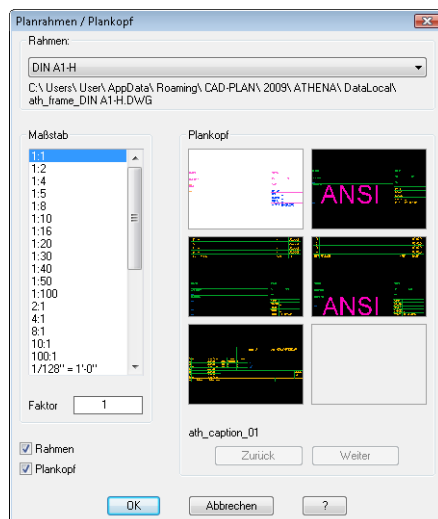 Planrahmen / Plankopf
Rahmen:
DIN A1-H
C:\ Users\ User\ AppData\ Roaming\ CAD-PLAN\ 2009\ ATHENA\ DataLocal\
ath_frame_DIN A1-H.DWG
Maßstab
1:1
1:2
1:4
1:5
1:8
1:10
1:16
1:20
1:30
1:40
1:50
1:100
2:1
4:1
8:1
10:1
100:1
1/128" = 1'-0"
Faktor
1
Plankopf
ANSI
ANSI
ath_caption_01
Zurück
Weiter
Rahmen
Plankopf
OK
Abbrechen
?